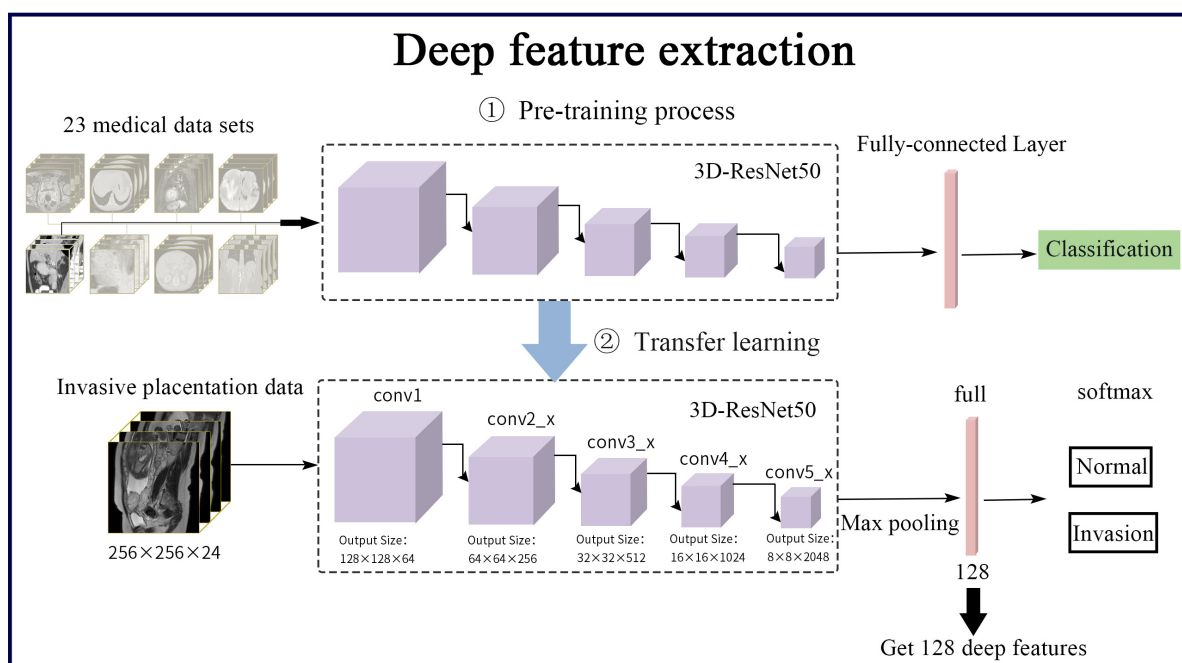 Deep feature extraction
① Pre-training process
23 medical data sets
3D-ResNet50
Fully-connected Layer
Classification
② Transfer learning
Invasive placentation data
256×256×24
3D-ResNet50
conv1
conv2_x
conv3_x
conv4_x
conv5_x
Output Size:
128×128×64
Output Size:
64×64×256
Output Size:
32×32×512
Output Size:
16×16×1024
Output Size:
8×8×2048
Max pooling
full
128
softmax
Normal
Invasion
Get 128 deep features